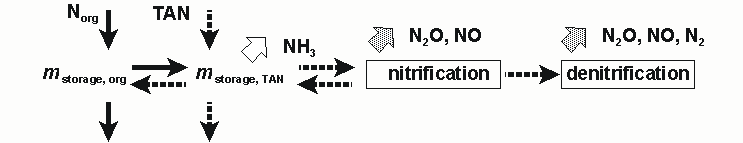 N_org TAN
NH_3 N_2O, NO N_2O, NO, N_2
m_storage, org m_storage, TAN nitrification denitrification